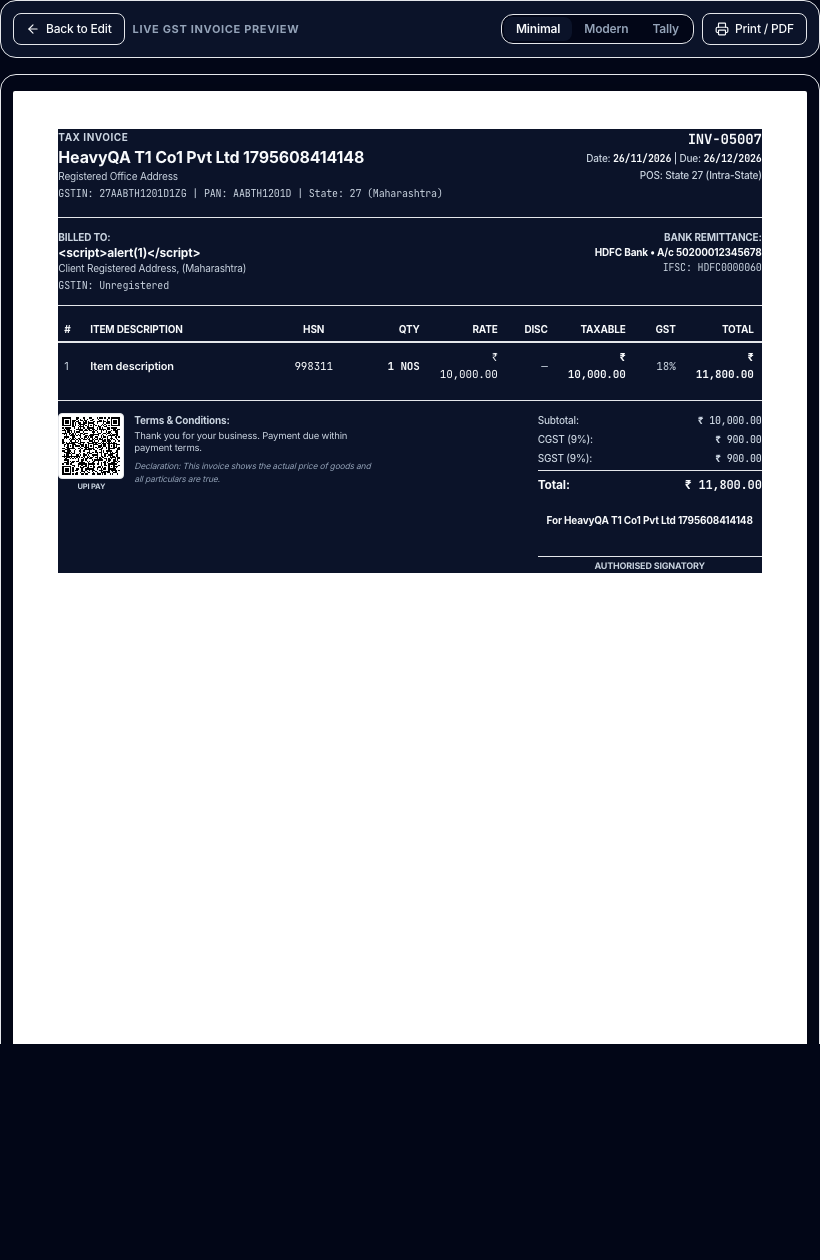 Back to Edit
LIVE GST INVOICE PREVIEW
Minimal
Modern
Tally
Print / PDF
TAX INVOICE
HeavyQA T1 Co1 Pvt Ltd 1795608414148
Registered Office Address
GSTIN: 27AABTH1201D1ZG | PAN: AABTH1201D | State: 27 (Maharashtra)
INV-05007
Date: 26/11/2026 | Due: 26/12/2026
POS: State 27 (Intra-State)
BILLED TO:
<script>alert(1)</script>
Client Registered Address, (Maharashtra)
GSTIN: Unregistered
BANK REMITTANCE:
HDFC Bank • A/c 50200012345678
IFSC: HDFC0000060
# ITEM DESCRIPTION HSN QTY RATE DISC TAXABLE GST TOTAL
1 Item description 998311 1 NOS ₹ 10,000.00 — ₹ 10,000.00 18% ₹ 11,800.00
UPI PAY
Terms & Conditions:
Thank you for your business. Payment due within
payment terms.
Declaration: This invoice shows the actual price of goods and
all particulars are true.
Subtotal: ₹ 10,000.00
CGST (9%): ₹ 900.00
SGST (9%): ₹ 900.00
Total: ₹ 11,800.00
For HeavyQA T1 Co1 Pvt Ltd 1795608414148
AUTHORISED SIGNATORY